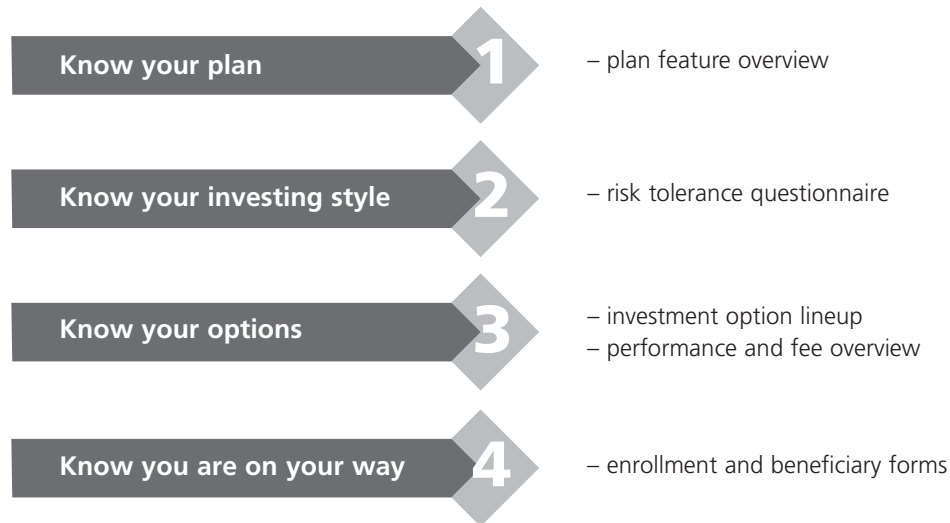 Know your plan 1 – plan feature overview
Know your investing style 2 – risk tolerance questionnaire
Know your options 3 – investment option lineup
– performance and fee overview
Know you are on your way 4 – enrollment and beneficiary forms